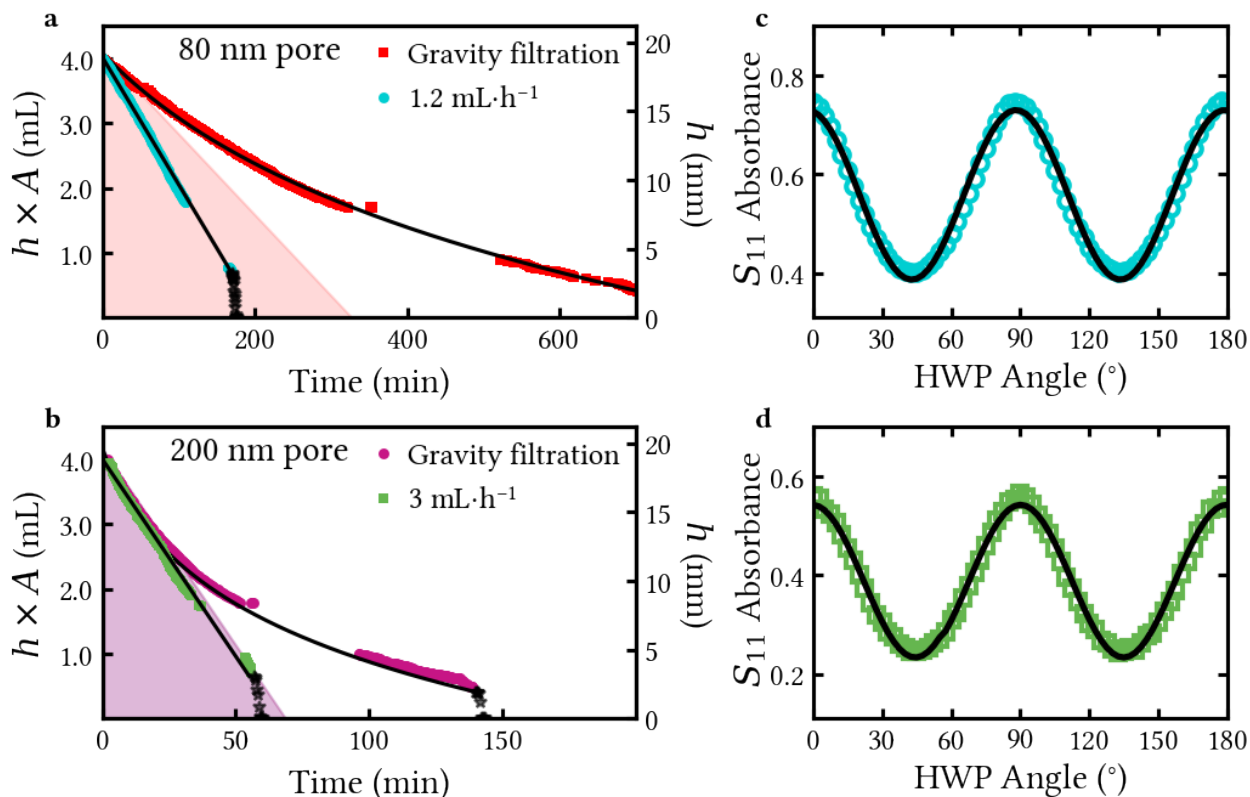 a
80 nm pore
Gravity filtration
1.2 mL·h⁻¹
h × A (mL)
4.0
3.0
2.0
1.0
20
15
10
5
0
h (mm)
0
200
400
600
Time (min)
c
S₁₁ Absorbance
0.8
0.6
0.4
0
30
60
90
120
150
180
HWP Angle (°)
b
200 nm pore
Gravity filtration
3 mL·h⁻¹
h × A (mL)
4.0
3.0
2.0
1.0
20
15
10
5
0
h (mm)
0
50
100
150
Time (min)
d
S₁₁ Absorbance
0.6
0.4
0.2
0
30
60
90
120
150
180
HWP Angle (°)